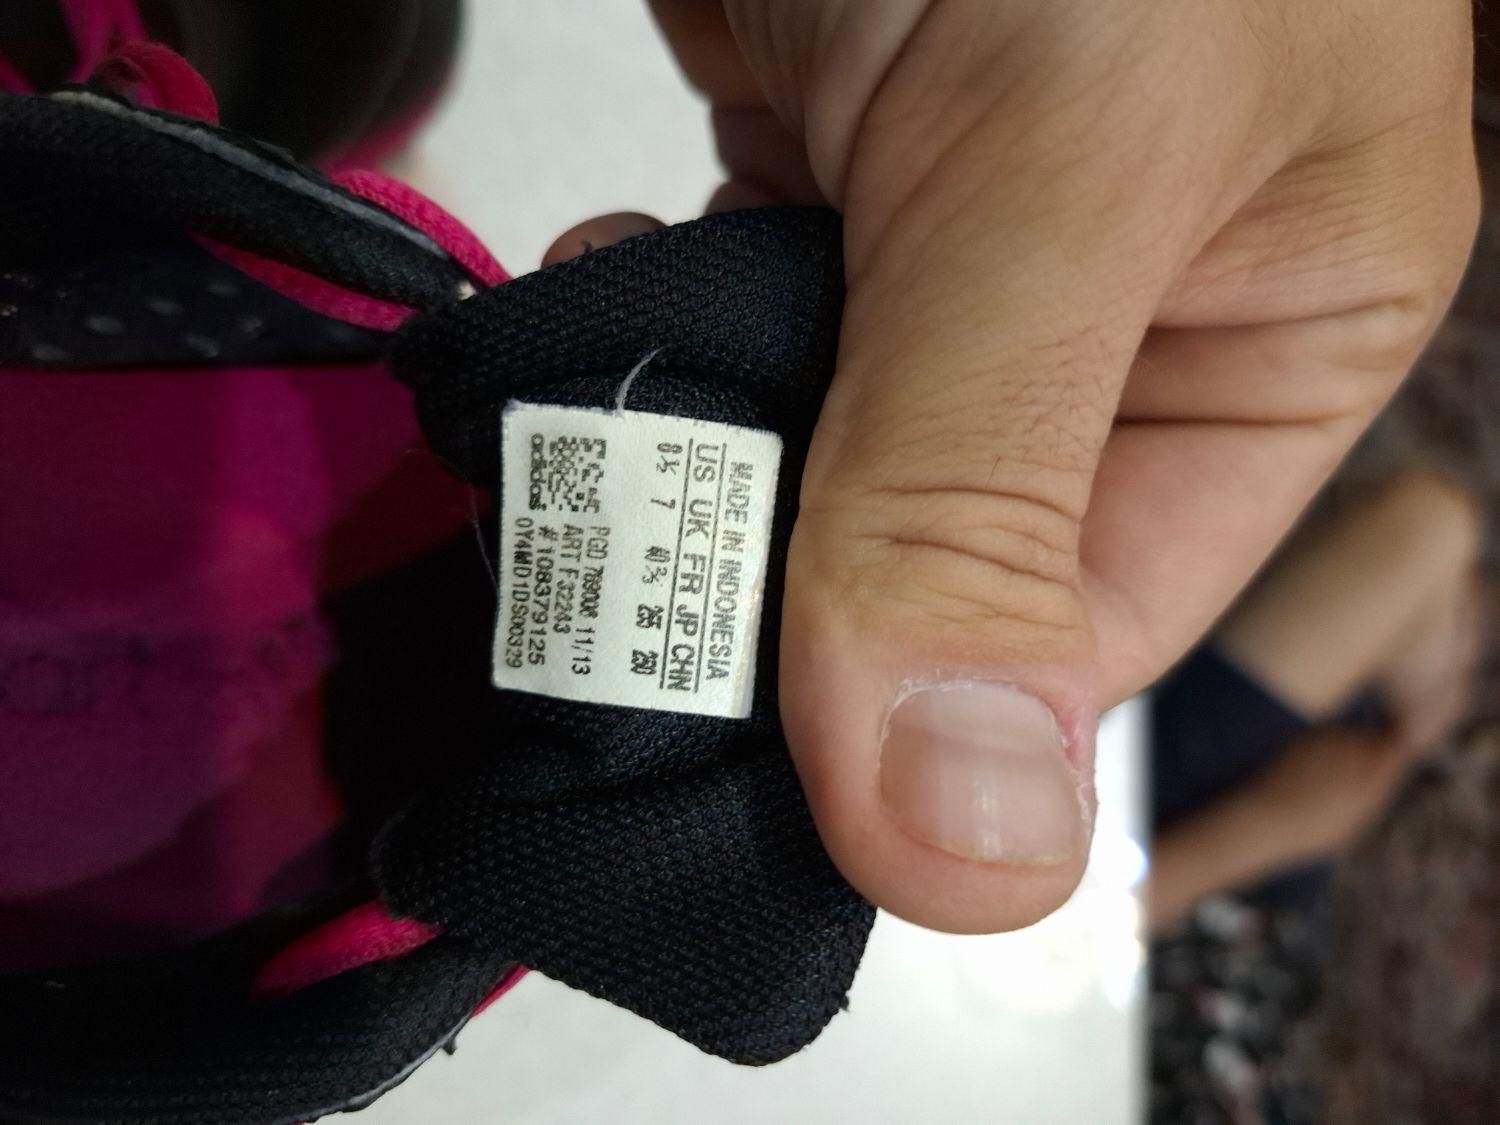 MADE IN INDONESIA
US UK FR JP CHN
8½ 7 40⅔ 255 250
PGD 789006 11/13
ART F32243
# 108379125
adidas 0Y4MD1DS00329